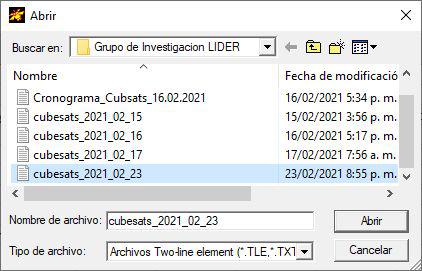 Abrir
Buscar en: Grupo de Investigacion LIDER
Nombre Fecha de modificació
Cronograma_Cubsats_16.02.2021 16/02/2021 5:34 p. m.
cubesats_2021_02_15 15/02/2021 3:56 p. m.
cubesats_2021_02_16 16/02/2021 5:17 p. m.
cubesats_2021_02_17 17/02/2021 7:56 a. m.
cubesats_2021_02_23 23/02/2021 8:55 p. m.
Nombre de archivo: cubesats_2021_02_23 Abrir
Tipo de archivo: Archivos Two-line element (*.TLE,*.TXT Cancelar